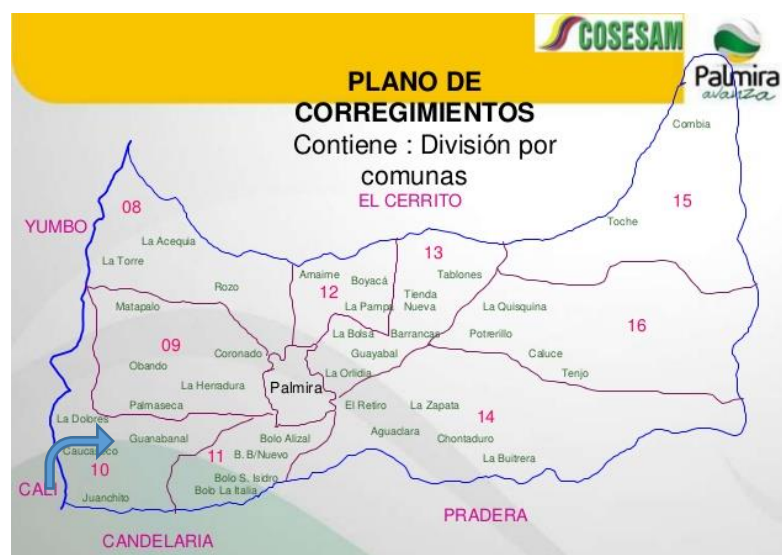 COSESAM
Palmira
avanza
PLANO DE
CORREGIMIENTOS
Contiene : División por
comunas
EL CERRITO
YUMBO
Combia
08
15
13
La Acequia
Toche
La Torre
Amaime
Boyacá
Tablones
12
Rozo
Tienda
Nueva
Matapalo
La Pampa
La Quisquina
16
La Bolsa
Barrancas
Potrerillo
09
Coronado
Guayabal
Caluce
Obando
La Orlidia
Tenjo
La Herradura
Palmira
Palmaseca
El Retiro
La Zapata
14
La Dolores
Aguaclara
Guanabanal
Bolo Alizal
Chontaduro
11
B. B/Nuevo
La Buitrera
10
Bolo S. Isidro
CALI
Juanchito
Bolo La Italia
PRADERA
CANDELARIA